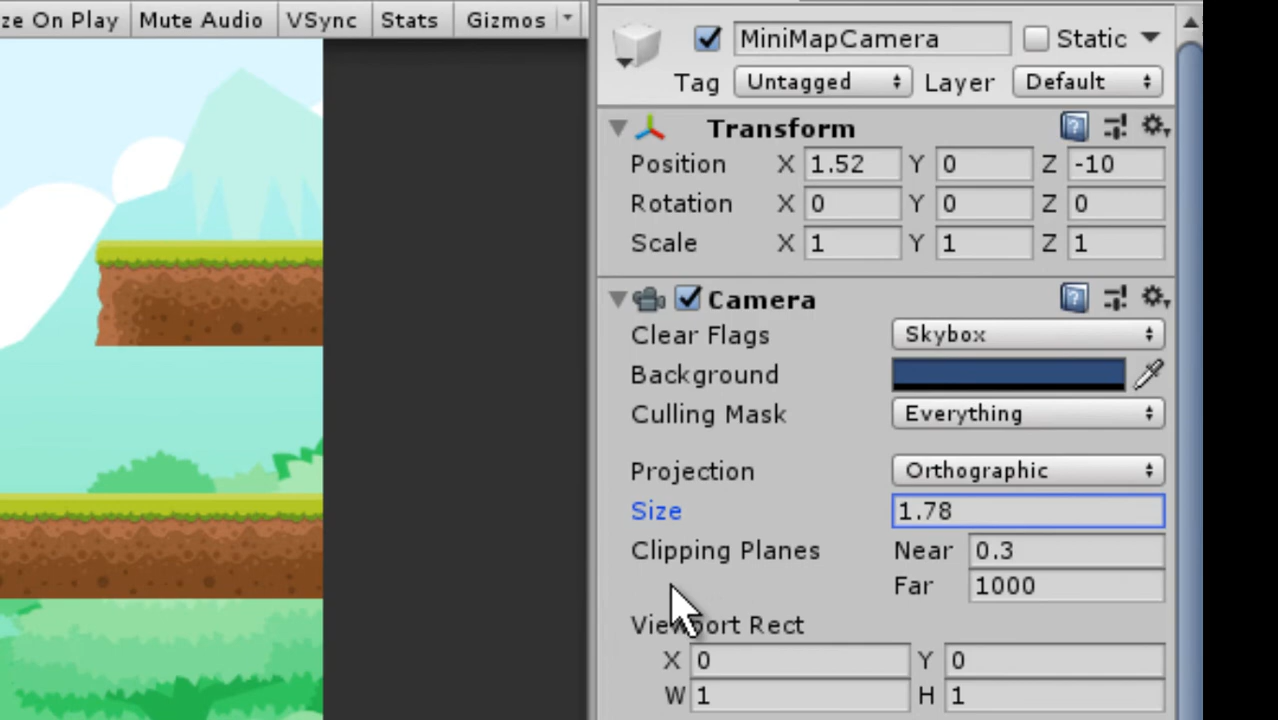 ze On Play Mute Audio VSync Stats Gizmos
MiniMapCamera Static
Tag Untagged Layer Default
Transform
Position X 1.52 Y 0 Z -10
Rotation X 0 Y 0 Z 0
Scale X 1 Y 1 Z 1
Camera
Clear Flags Skybox
Background
Culling Mask Everything
Projection Orthographic
Size 1.78
Clipping Planes Near 0.3
Far 1000
Viewport Rect
X 0 Y 0
W 1 H 1